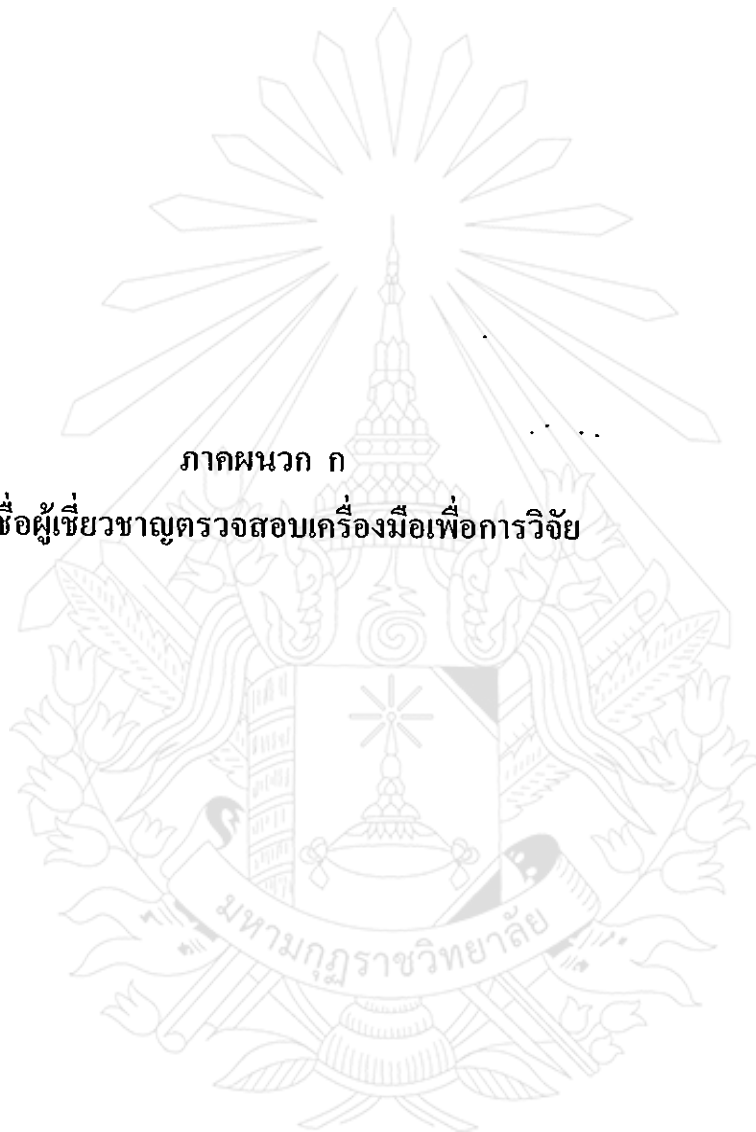 ภาคผนวก ก
ชื่อผู้เชี่ยวชาญตรวจสอบเครื่องมือเพื่อการวิจัย
มหามกุฏราชวิทยาลัย